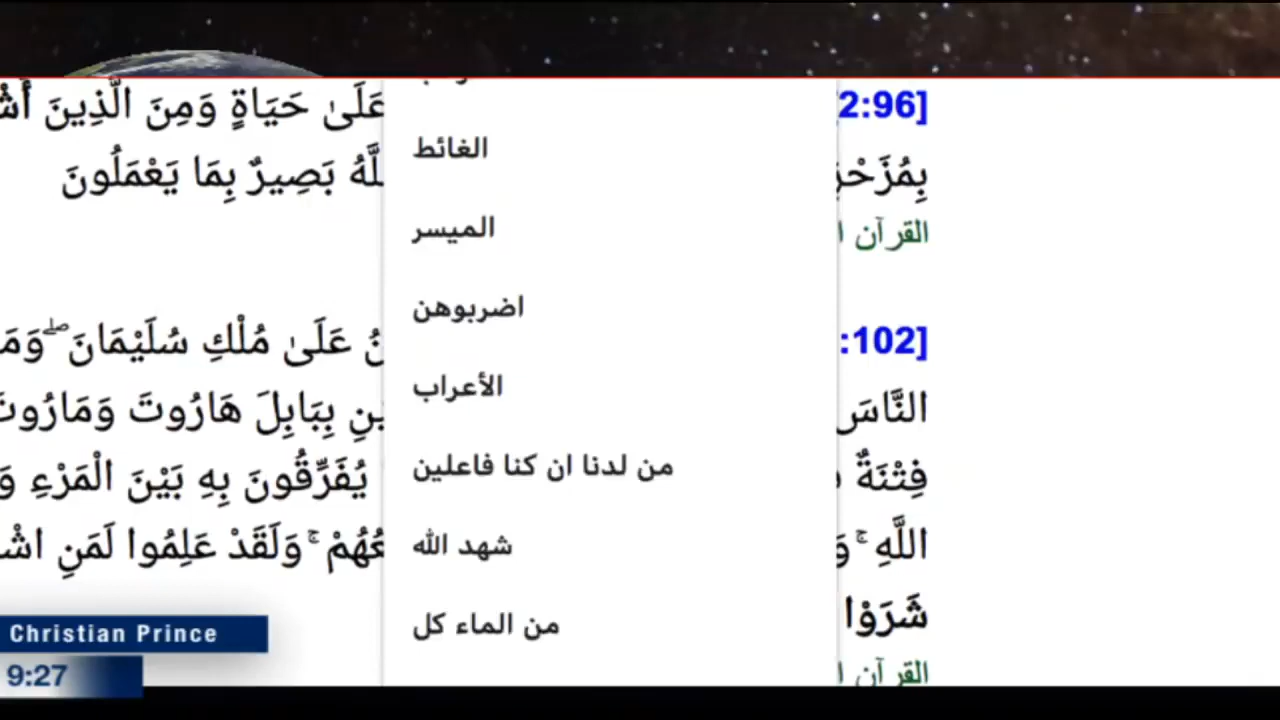 [2:96]
عَلَىٰ حَيَاةٍ وَمِنَ الَّذِينَ
بَصِيرٌ بِمَا يَعْمَلُونَ
القرآن
:102]
عَلَىٰ مُلْكِ سُلَيْمَانَ ۖ
النَّاسَ
بِبَابِلَ هَارُوتَ وَمَارُوتَ
فِتْنَةٌ
يُفَرِّقُونَ بِهِ بَيْنَ الْمَرْءِ
اللَّهِ ۚ
ۚ وَلَقَدْ عَلِمُوا لَمَنِ
شَرَوْا
القرآن
الغائط
الميسر
اضربوهن
الأعراب
من لدنا ان كنا فاعلين
شهد الله
من الماء كل
Christian Prince
9:27